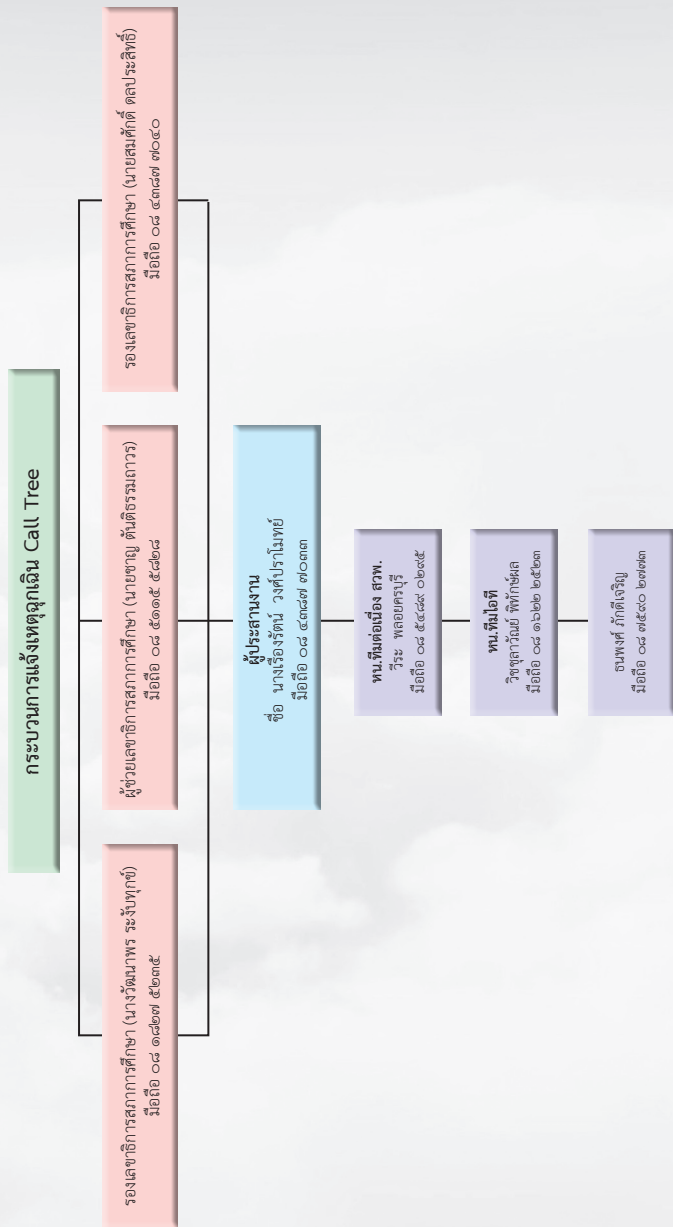 กระบวนการแจ้งเหตุฉุกเฉิน Call Tree
รองเลขาธิการสภาการศึกษา (นางวัฒนาพร ระงับทุกข์)
มือถือ ๐๘ ๑๘๒๗ ๕๒๓๕
ผู้ช่วยเลขาธิการสภาการศึกษา (นายชาญ ตันติธรรมถาวร)
มือถือ ๐๘ ๕๑๑๕ ๕๘๒๘
รองเลขาธิการสภาการศึกษา (นายสมศักดิ์ ดลประสิทธิ์)
มือถือ ๐๘ ๔๓๘๗ ๗๐๔๐
ผู้ประสานงาน
ชื่อ นางเรืองรัตน์ วงศ์ปราโมทย์
มือถือ ๐๘ ๔๓๘๗ ๗๐๓๓
หน.ทีมต่อเนื่อง สวพ.
วีระ พลอยครบุรี
มือถือ ๐๘ ๕๔๘๙ ๐๒๙๕
หน.ทีมไอที
วิชชุลาวัณย์ พิทักษ์ผล
มือถือ ๐๘ ๑๖๒๒ ๒๕๒๓
ธนพงศ์ ภักดีเจริญ
มือถือ ๐๘ ๗๕๙๐ ๒๗๗๓